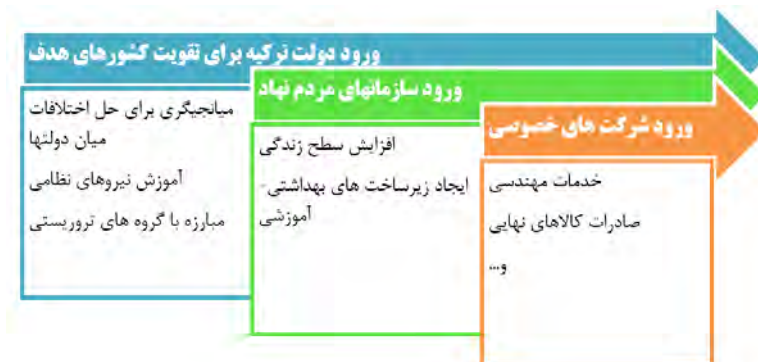 ورود دولت ترکیه برای تقویت کشورهای هدف
میانجیگری برای حل اختلافات
میان دولتها
آموزش نیروهای نظامی
مبارزه با گروه های تروریستی
ورود سازمانهای مردم نهاد
افزایش سطح زندگی
ایجاد زیرساخت های بهداشتی-
آموزشی
ورود شرکت های خصوصی
خدمات مهندسی
صادرات کالاهای نهایی
و...